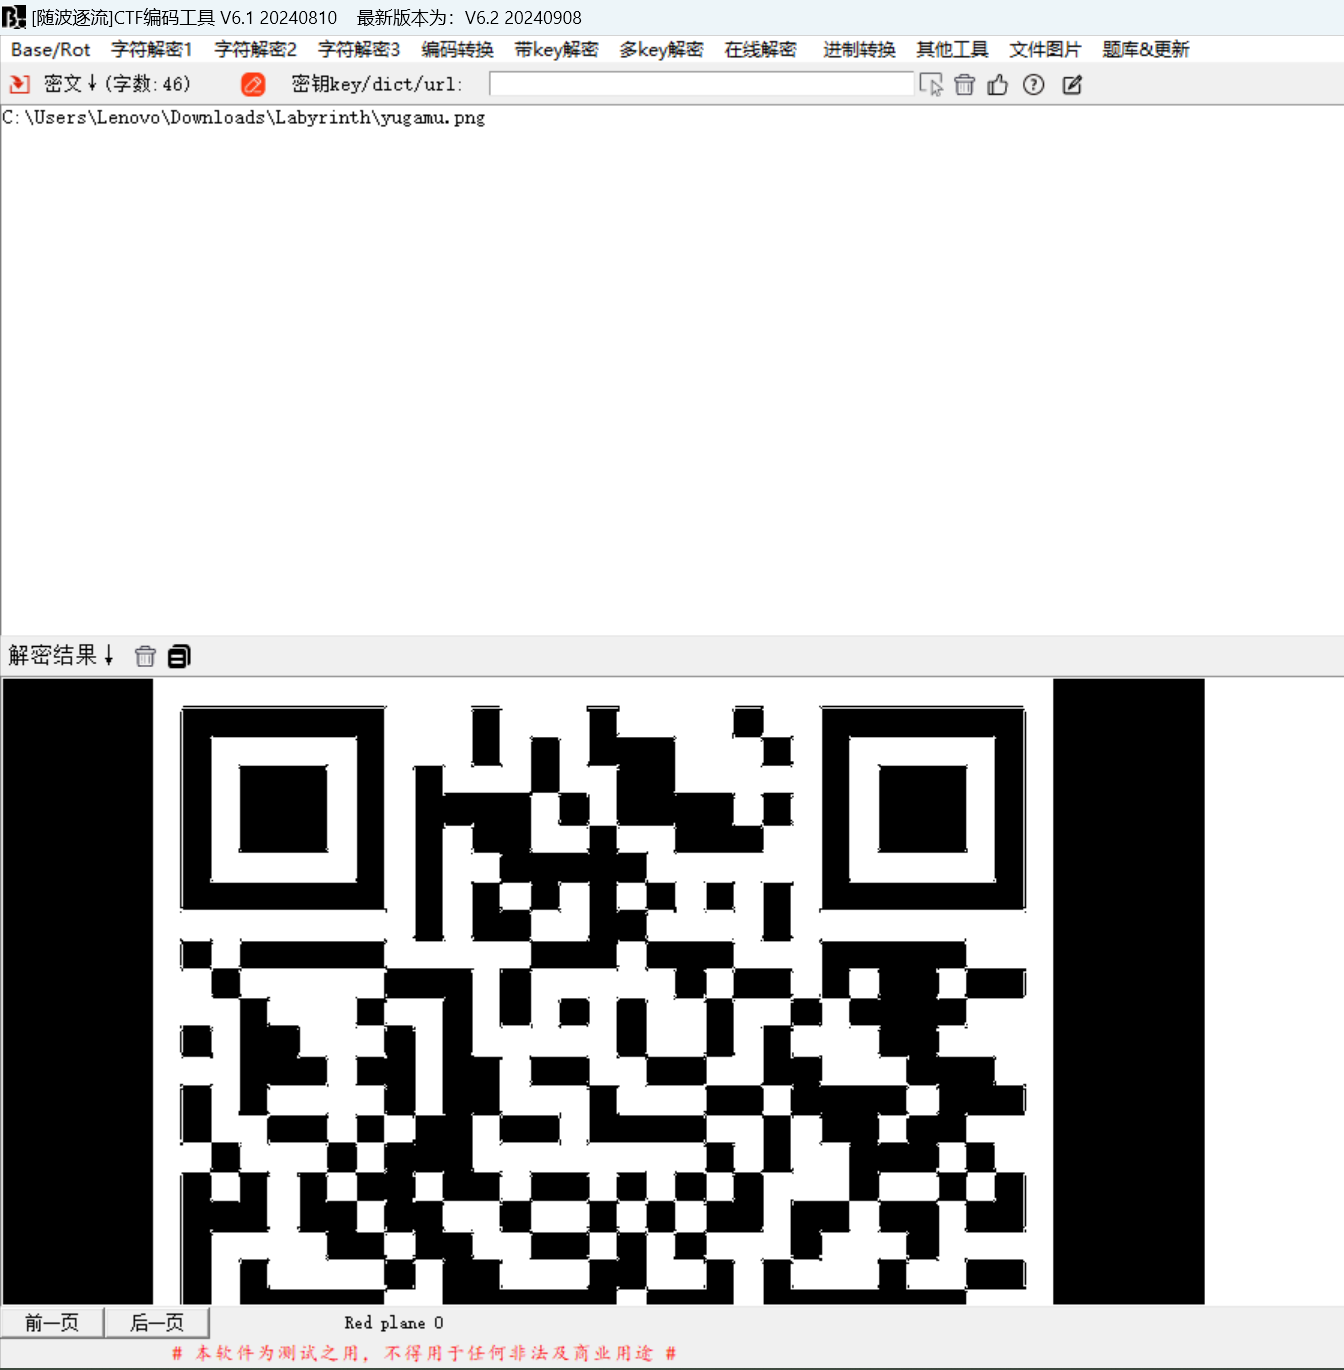 [随波逐流]CTF编码工具 V6.1 20240810 最新版本为：V6.2 20240908
Base/Rot 字符解密1 字符解密2 字符解密3 编码转换 带key解密 多key解密 在线解密 进制转换 其他工具 文件图片 题库&更新
密文↓(字数:46) 密钥key/dict/url:
C:\Users\Lenovo\Downloads\Labyrinth\yugamu.png
解密结果↓
前一页 后一页 Red plane 0
# 本软件为测试之用，不得用于任何非法及商业用途 #